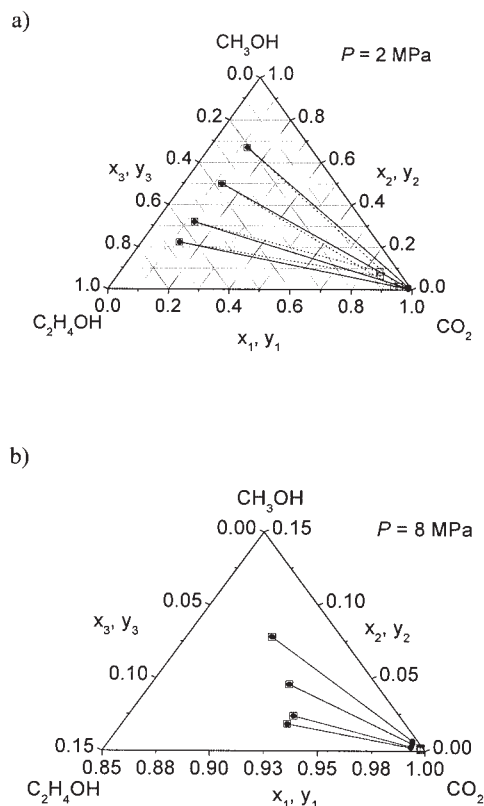 a)
CH₃OH
P = 2 MPa
0.0 1.0
0.2 0.8
0.4 0.6
x₃, y₃ x₂, y₂
0.6 0.4
0.8 0.2
1.0 0.0
0.0 0.2 0.4 0.6 0.8 1.0
C₂H₄OH CO₂
x₁, y₁
b)
CH₃OH
P = 8 MPa
0.00 0.15
0.05 0.10
x₃, y₃ x₂, y₂
0.10 0.05
0.15 0.00
0.85 0.88 0.90 0.93 0.95 0.98 1.00
C₂H₄OH CO₂
x₁, y₁